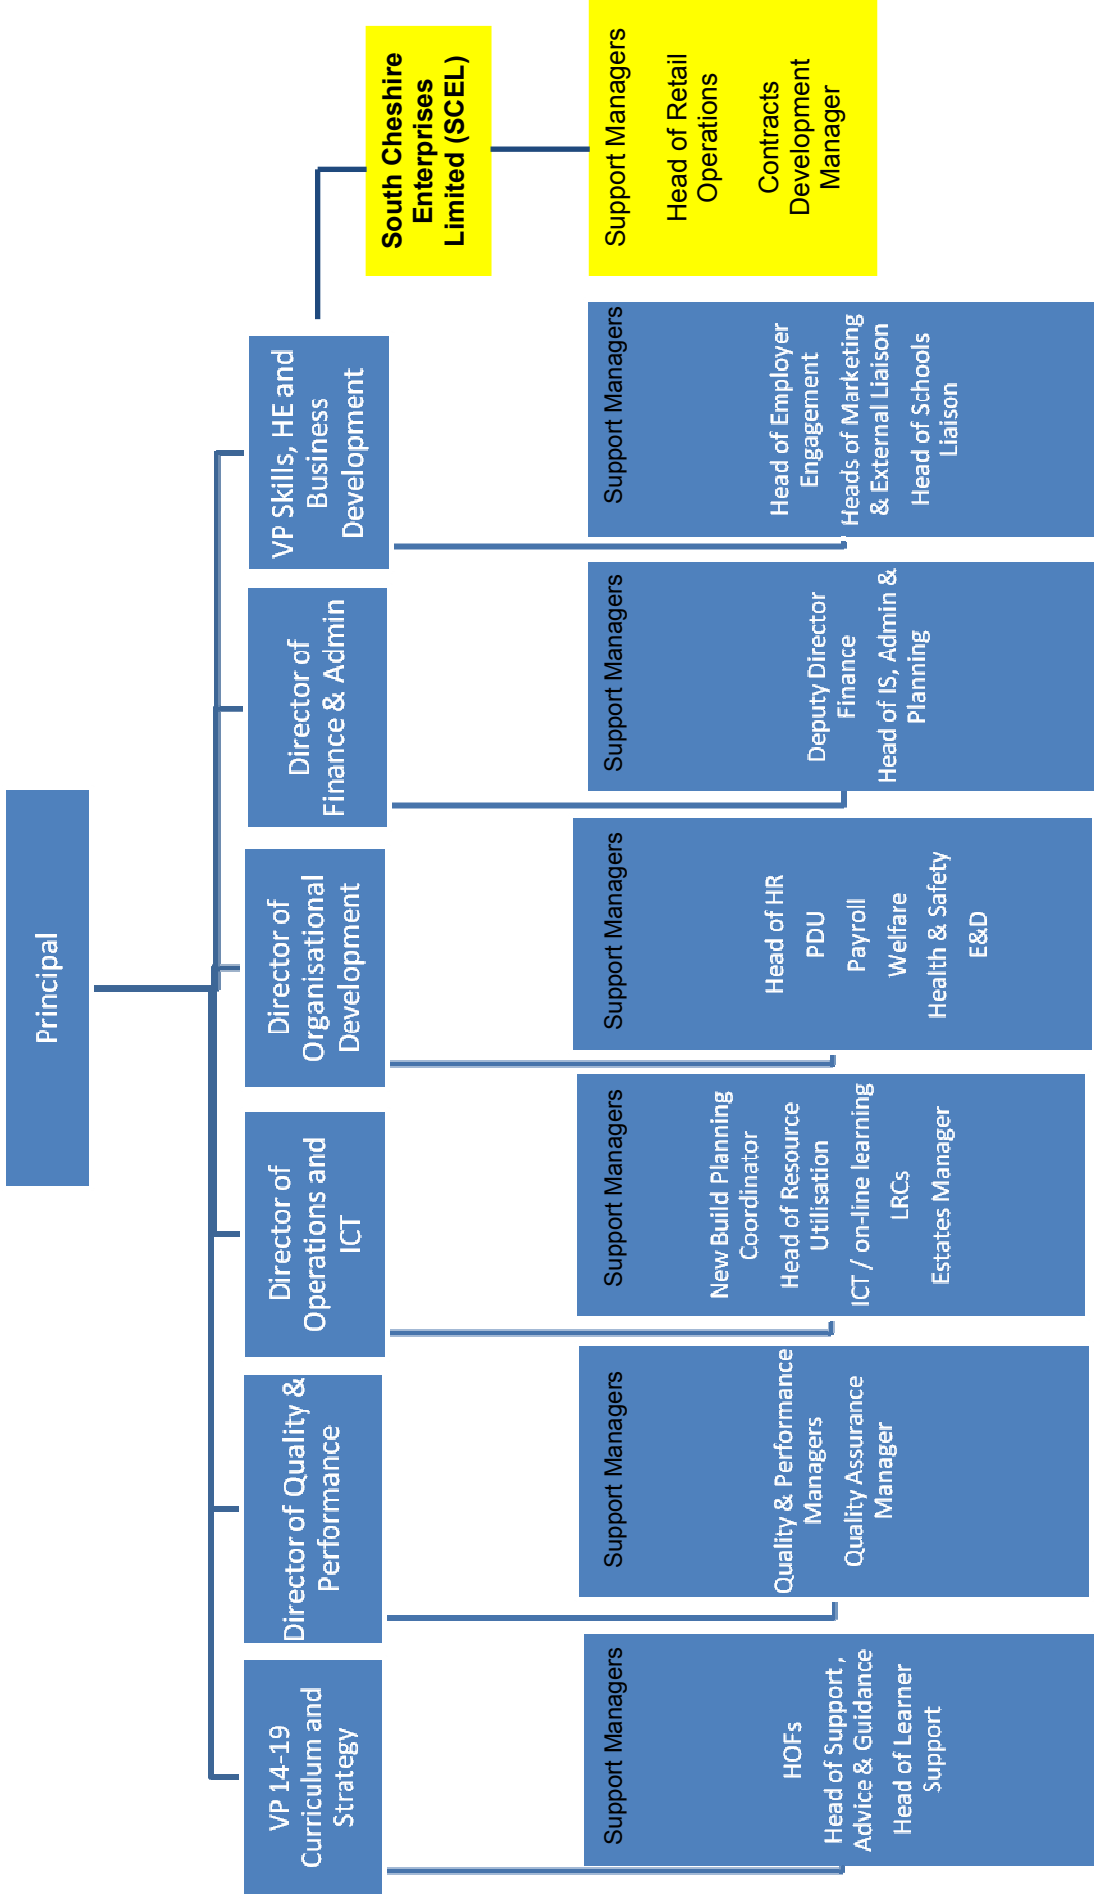 Principal
VP 14-19
Curriculum and
Strategy
Director of Quality &
Performance
Director of
Operations and
ICT
Director of
Organisational
Development
Director of
Finance & Admin
VP Skills, HE and
Business
Development
South Cheshire
Enterprises
Limited (SCEL)
Support Managers
HOFs
Head of Support ,
Advice & Guidance
Head of Learner
Support
Support Managers
Quality & Performance
Managers
Quality Assurance
Manager
Support Managers
New Build Planning
Coordinator
Head of Resource
Utilisation
ICT / on-line learning
LRCs
Estates Manager
Support Managers
Head of HR
PDU
Payroll
Welfare
Health & Safety
E&D
Support Managers
Deputy Director
Finance
Head of IS, Admin &
Planning
Support Managers
Head of Employer
Engagement
Heads of Marketing
& External Liaison
Head of Schools
Liaison
Support Managers
Head of Retail
Operations
Contracts
Development
Manager